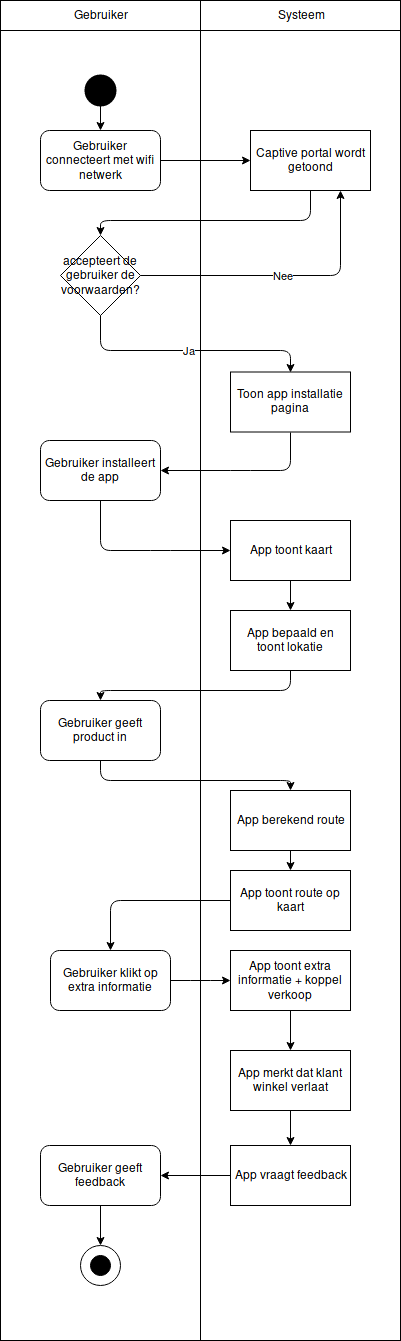 Gebruiker
Systeem
Gebruiker
connecteert met wifi
netwerk
Captive portal wordt
getoond
accepteert de
gebruiker de
voorwaarden?
Nee
Ja
Toon app installatie
pagina
Gebruiker installeert
de app
App toont kaart
App bepaald en
toont lokatie
Gebruiker geeft
product in
App berekend route
App toont route op
kaart
Gebruiker klikt op
extra informatie
App toont extra
informatie + koppel
verkoop
App merkt dat klant
winkel verlaat
Gebruiker geeft
feedback
App vraagt feedback